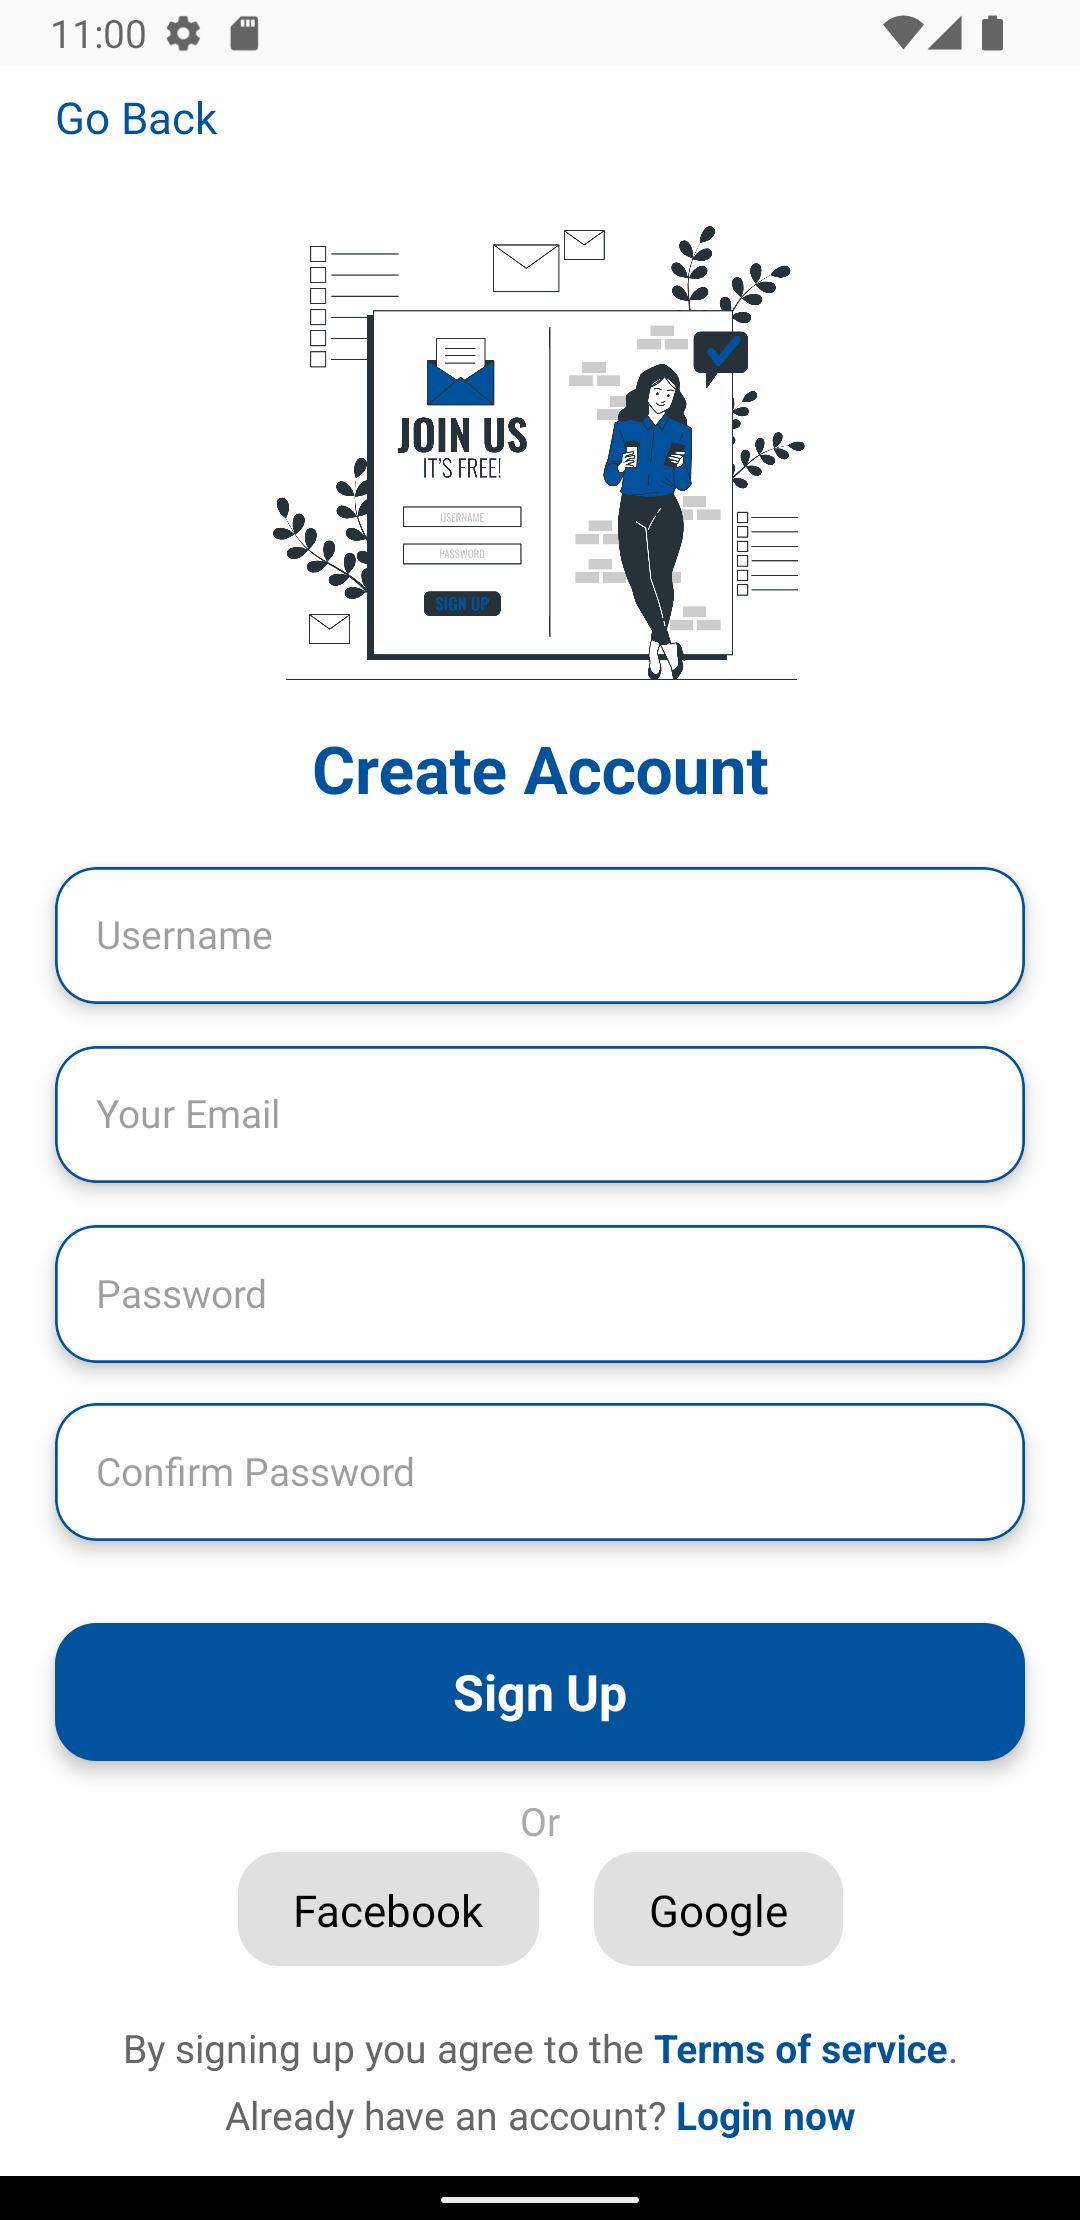 11:00
Go Back
JOIN US
IT'S FREE!
USERNAME
PASSWORD
SIGN UP
Create Account
Username
Your Email
Password
Confirm Password
Sign Up
Or
Facebook Google
By signing up you agree to the Terms of service.
Already have an account? Login now